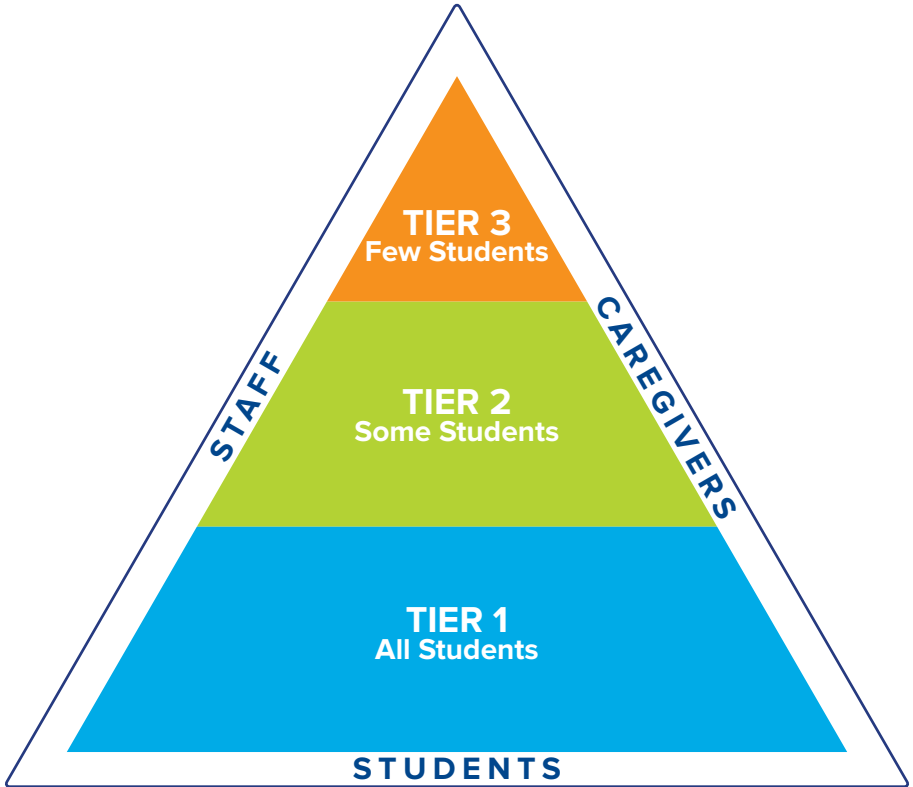 TIER 3
Few Students
STAFF
CAREGIVERS
TIER 2
Some Students
TIER 1
All Students
STUDENTS